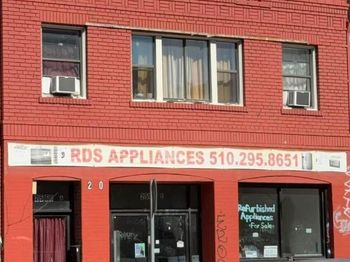 RDS APPLIANCES 510.295.8651
20
Refurbished
Appliances
- For Sale -